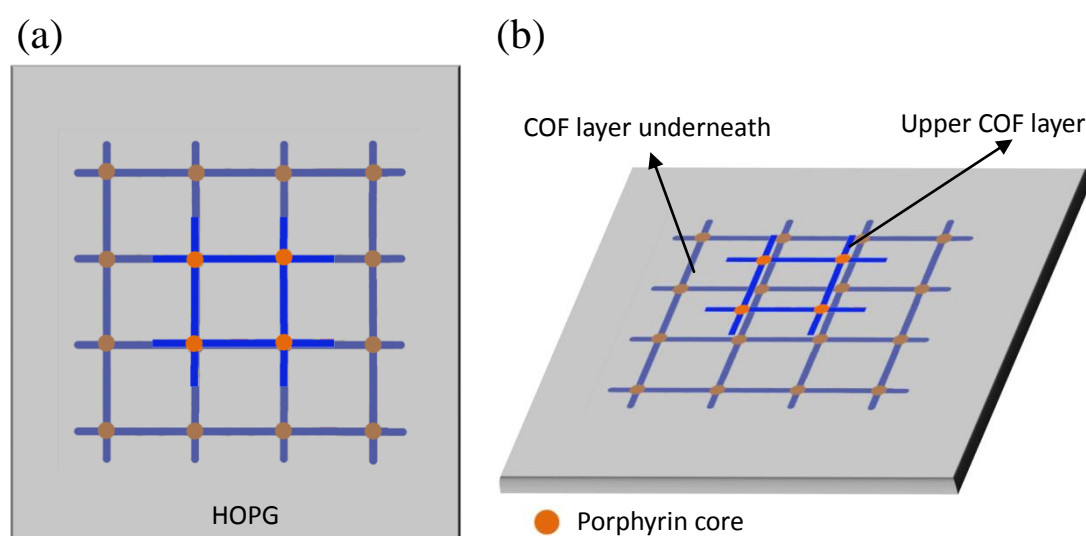 (a)
(b)
COF layer underneath
Upper COF layer
HOPG
Porphyrin core